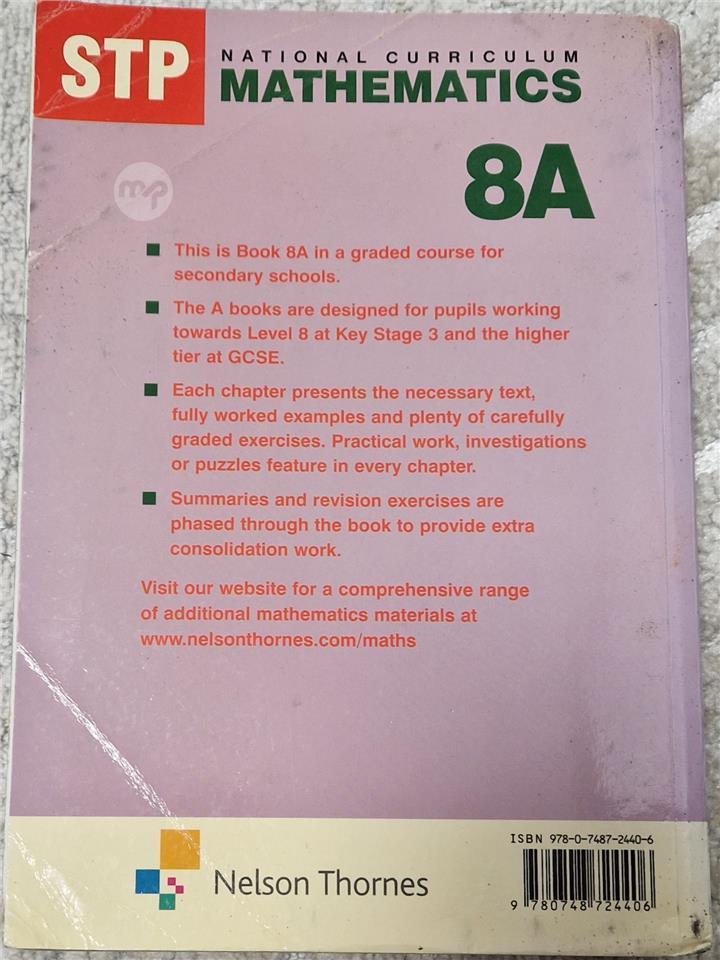 STP
NATIONAL CURRICULUM
MATHEMATICS
8A
mp
■ This is Book 8A in a graded course for
secondary schools.
■ The A books are designed for pupils working
towards Level 8 at Key Stage 3 and the higher
tier at GCSE.
■ Each chapter presents the necessary text,
fully worked examples and plenty of carefully
graded exercises. Practical work, investigations
or puzzles feature in every chapter.
■ Summaries and revision exercises are
phased through the book to provide extra
consolidation work.
Visit our website for a comprehensive range
of additional mathematics materials at
www.nelsonthornes.com/maths
Nelson Thornes
ISBN 978-0-7487-2440-6
9 780748 724406